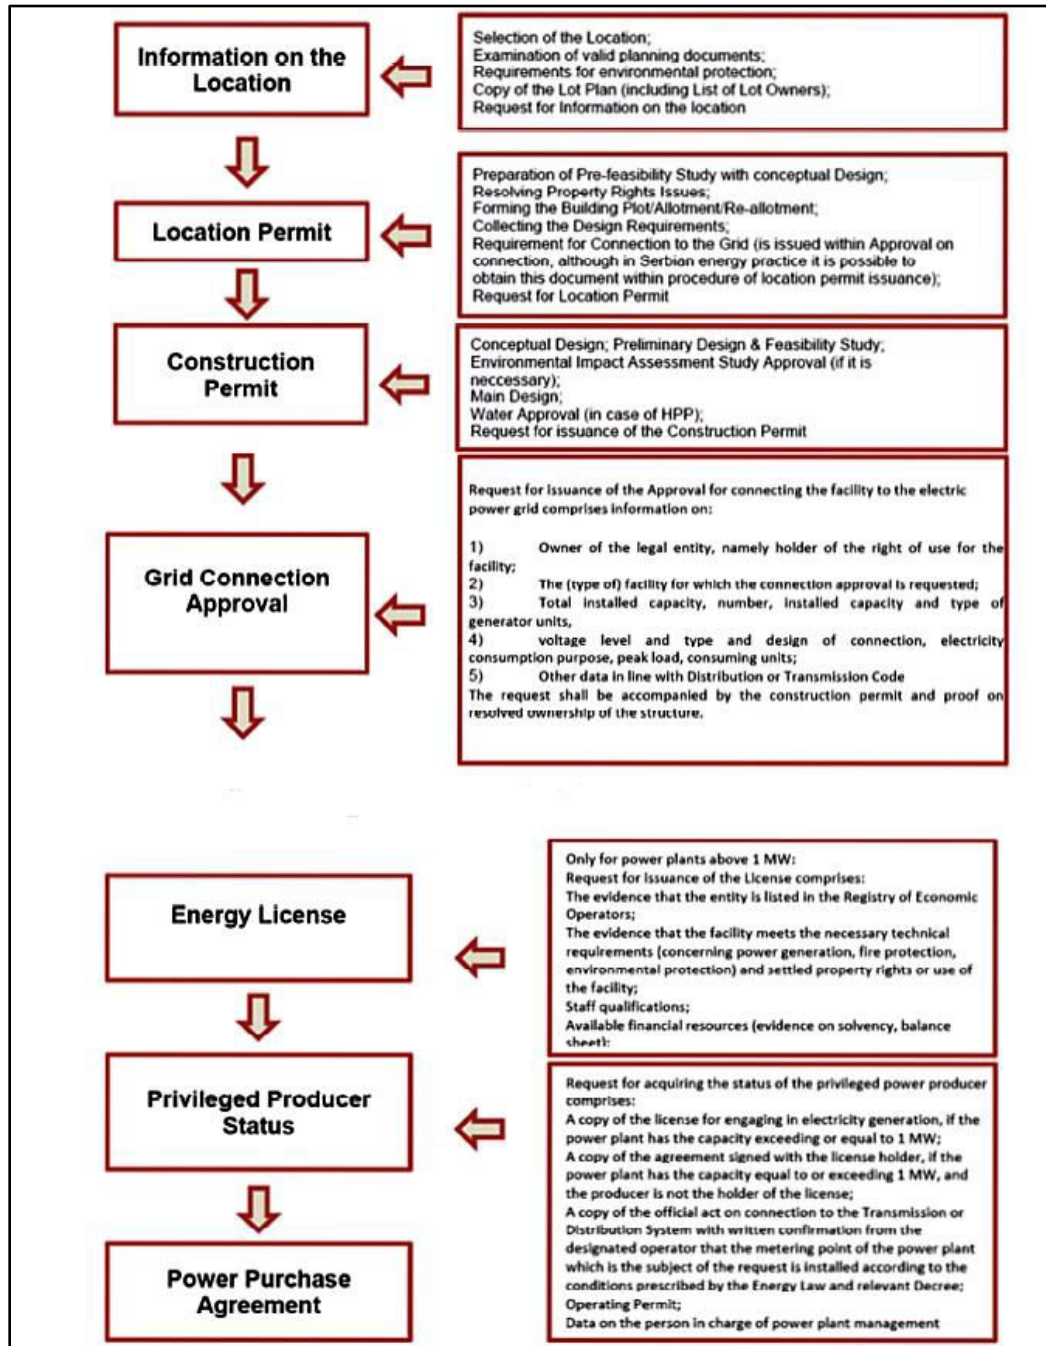 Information on the
Location
Selection of the Location;
Examination of valid planning documents;
Requirements for environmental protection;
Copy of the Lot Plan (including List of Lot Owners);
Request for Information on the location
Location Permit
Preparation of Pre-feasibility Study with conceptual Design;
Resolving Property Rights Issues;
Forming the Building Plot/Allotment/Re-allotment;
Collecting the Design Requirements;
Requirement for Connection to the Grid (is issued within Approval on
connection, although in Serbian energy practice it is possible to
obtain this document within procedure of location permit issuance);
Request for Location Permit
Construction
Permit
Conceptual Design; Preliminary Design & Feasibility Study;
Environmental Impact Assessment Study Approval (if it is
neccessary);
Main Design;
Water Approval (in case of HPP);
Request for issuance of the Construction Permit
Grid Connection
Approval
Request for issuance of the Approval for connecting the facility to the electric
power grid comprises information on:
1) Owner of the legal entity, namely holder of the right of use for the
facility;
2) The (type of) facility for which the connection approval is requested;
3) Total installed capacity, number, installed capacity and type of
generator units,
4) voltage level and type and design of connection, electricity
consumption purpose, peak load, consuming units;
5) Other data in line with Distribution or Transmission Code
The request shall be accompanied by the construction permit and proof on
resolved ownership of the structure.
Energy License
Only for power plants above 1 MW:
Request for issuance of the License comprises:
The evidence that the entity is listed in the Registry of Economic
Operators;
The evidence that the facility meets the necessary technical
requirements (concerning power generation, fire protection,
environmental protection) and settled property rights or use of
the facility;
Staff qualifications;
Available financial resources (evidence on solvency, balance
sheet);
Privileged Producer
Status
Request for acquiring the status of the privileged power producer
comprises:
A copy of the license for engaging in electricity generation, if the
power plant has the capacity exceeding or equal to 1 MW;
A copy of the agreement signed with the license holder, if the
power plant has the capacity equal to or exceeding 1 MW, and
the producer is not the holder of the license;
A copy of the official act on connection to the Transmission or
Distribution System with written confirmation from the
designated operator that the metering point of the power plant
which is the subject of the request is installed according to the
conditions prescribed by the Energy Law and relevant Decree;
Operating Permit;
Data on the person in charge of power plant management
Power Purchase
Agreement